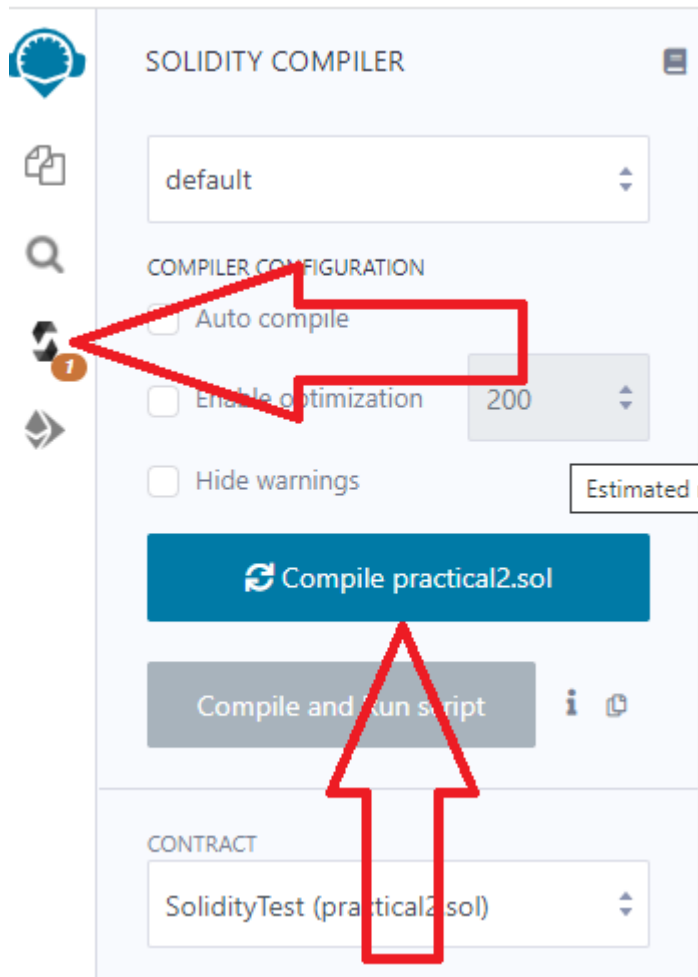 SOLIDITY COMPILER
default
COMPILER CONFIGURATION
Auto compile
Enable optimization 200
1
Hide warnings
Estimated
Compile practical2.sol
Compile and Run script
CONTRACT
SolidityTest (practical2.sol)